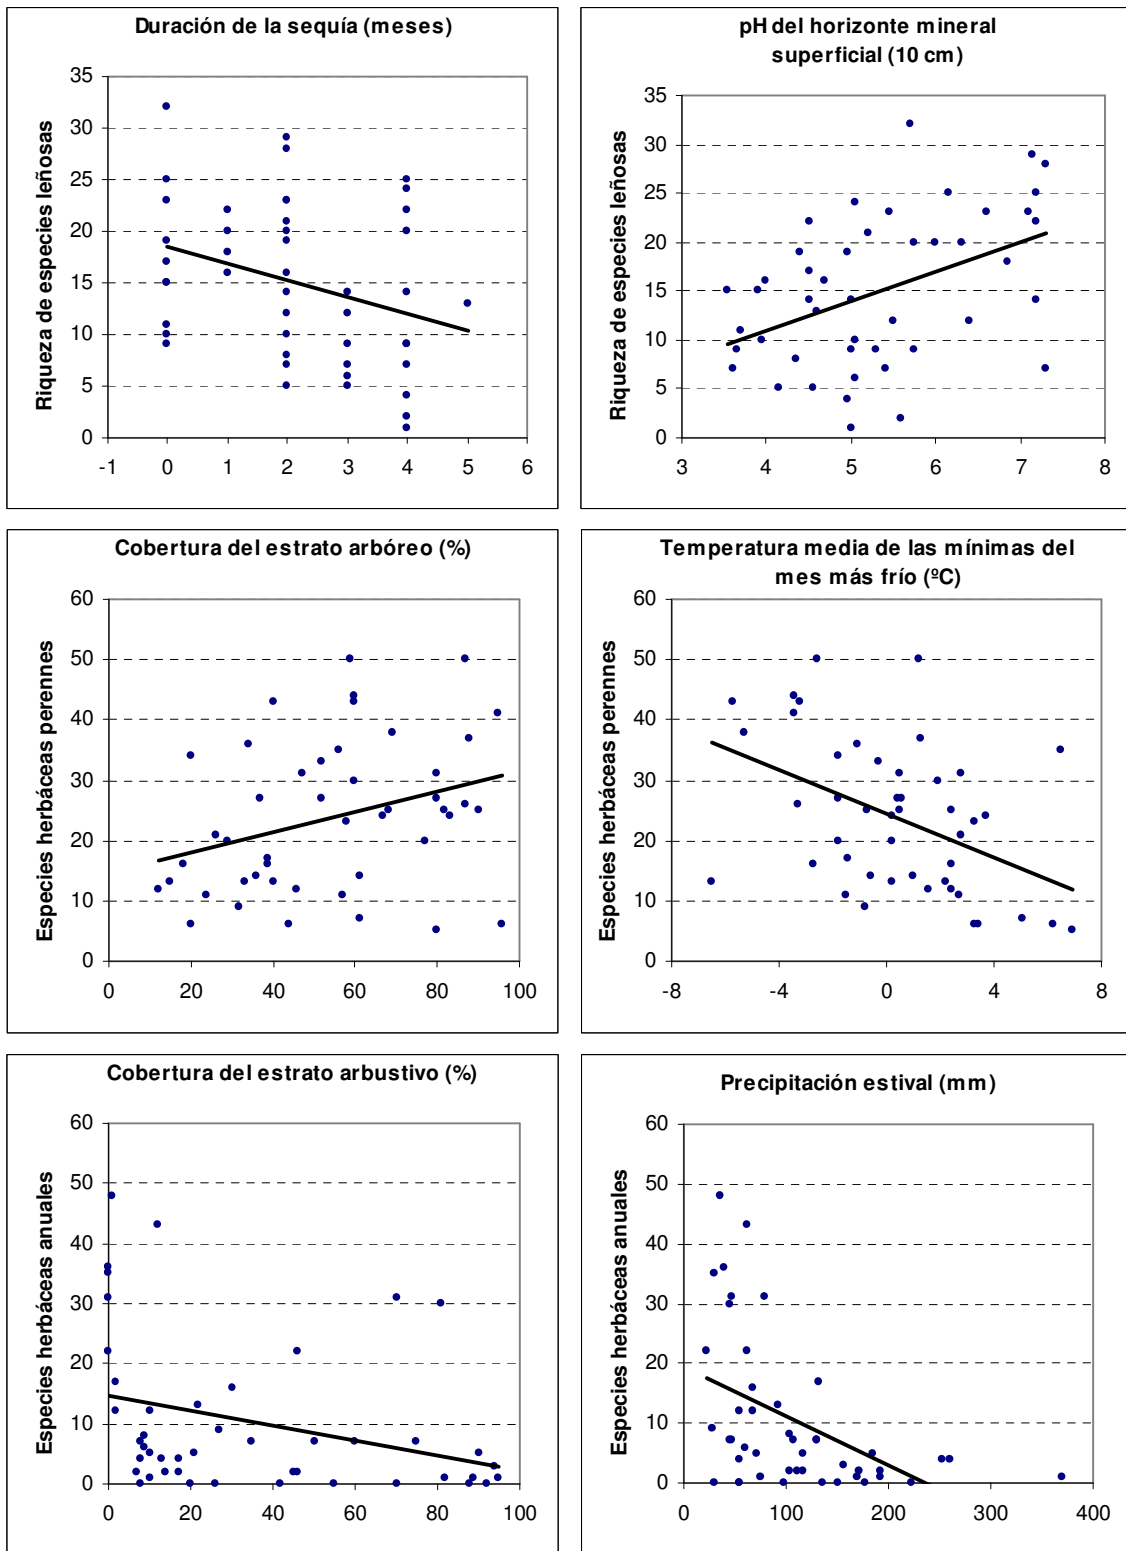 Duración de la sequía (meses)
Riqueza de especies leñosas
35
30
25
20
15
10
5
0
-1 0 1 2 3 4 5 6
pH del horizonte mineral
superficial (10 cm)
Riqueza de especies leñosas
35
30
25
20
15
10
5
0
3 4 5 6 7 8
Cobertura del estrato arbóreo (%)
Especies herbáceas perennes
60
50
40
30
20
10
0
0 20 40 60 80 100
Temperatura media de las mínimas del
mes más frío (ºC)
Especies herbáceas perennes
60
50
40
30
20
10
0
-8 -4 0 4 8
Cobertura del estrato arbustivo (%)
Especies herbáceas anuales
60
50
40
30
20
10
0
0 20 40 60 80 100
Precipitación estival (mm)
Especies herbáceas anuales
60
50
40
30
20
10
0
0 100 200 300 400